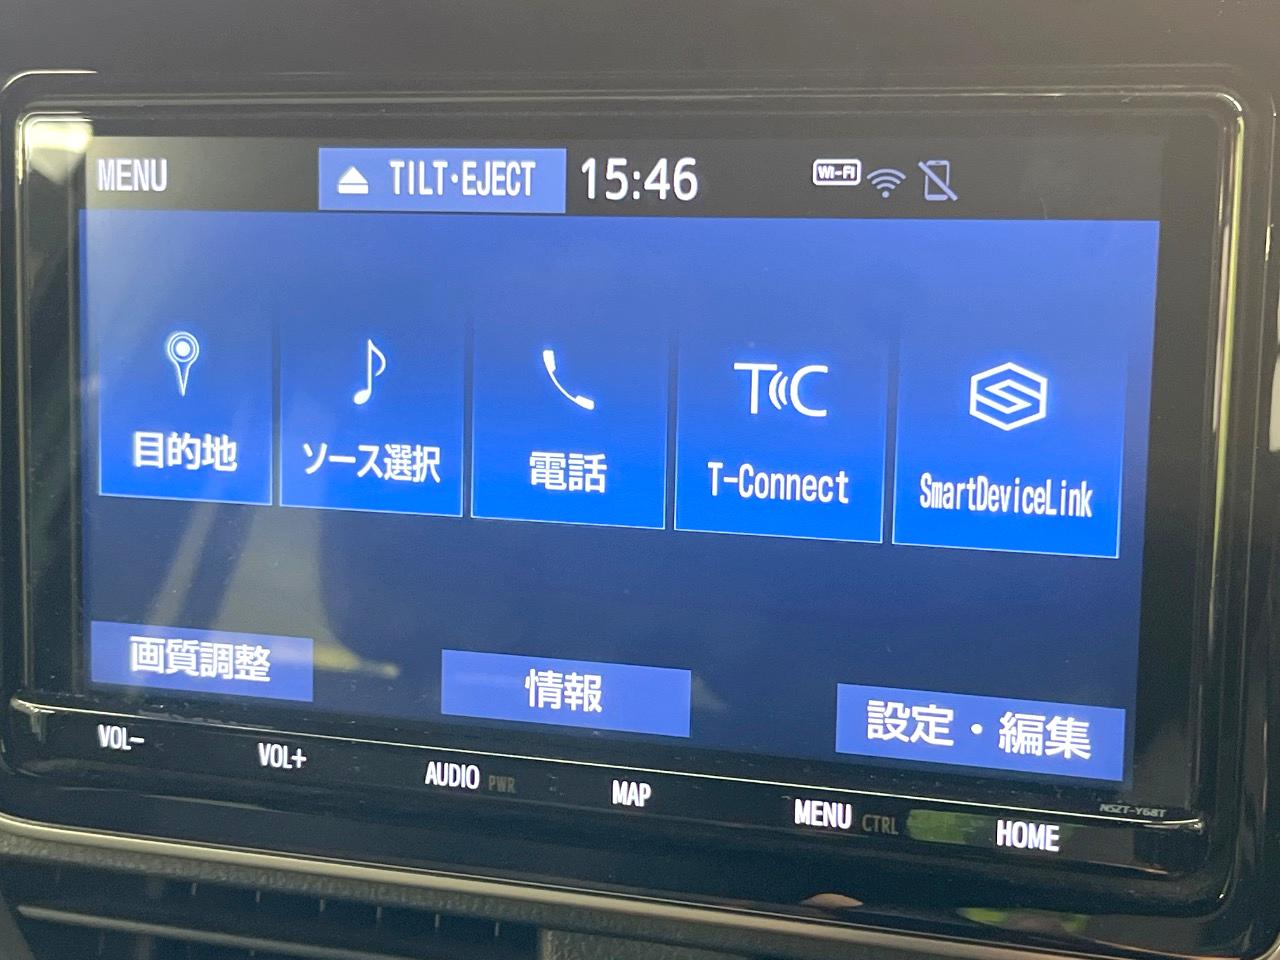 MENU
TILT·EJECT
15:46
Wi-Fi
目的地
ソース選択
電話
T C
T-Connect
SmartDeviceLink
画質調整
情報
設定・編集
VOL−
VOL+
AUDIO PWR
MAP
MENU CTRL
HOME
NSZT-Y68T